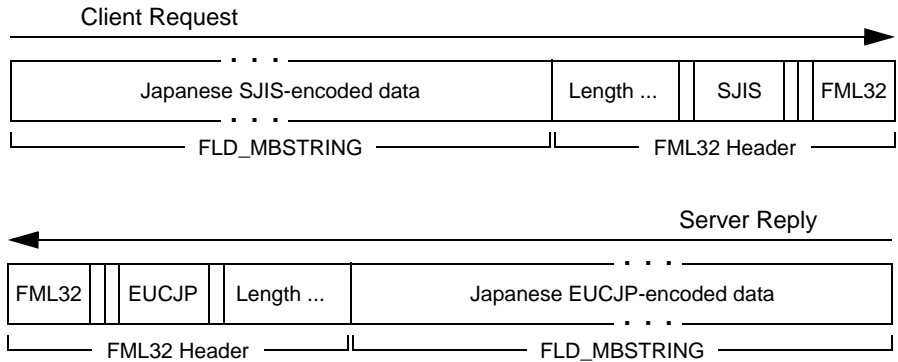 Client Request
Japanese SJIS-encoded data Length ... SJIS FML32
FLD_MBSTRING FML32 Header
Server Reply
FML32 EUCJP Length ... Japanese EUCJP-encoded data
FML32 Header FLD_MBSTRING